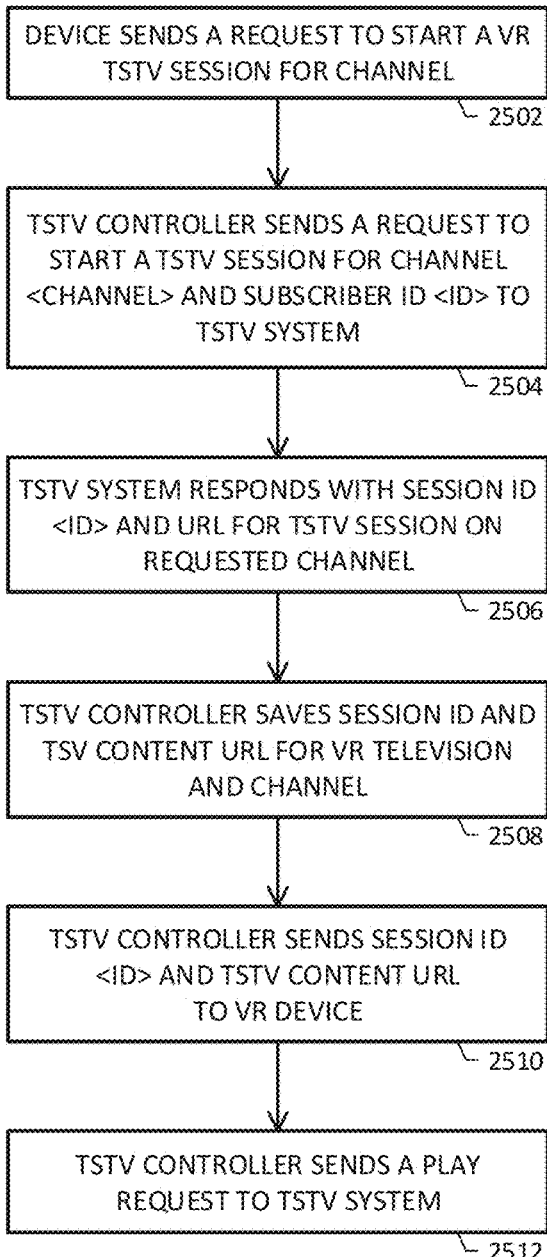 DEVICE SENDS A REQUEST TO START A VR
TSTV SESSION FOR CHANNEL
2502
TSTV CONTROLLER SENDS A REQUEST TO
START A TSTV SESSION FOR CHANNEL
<CHANNEL> AND SUBSCRIBER ID <ID> TO
TSTV SYSTEM
2504
TSTV SYSTEM RESPONDS WITH SESSION ID
<ID> AND URL FOR TSTV SESSION ON
REQUESTED CHANNEL
2506
TSTV CONTROLLER SAVES SESSION ID AND
TSV CONTENT URL FOR VR TELEVISION
AND CHANNEL
2508
TSTV CONTROLLER SENDS SESSION ID
<ID> AND TSTV CONTENT URL
TO VR DEVICE
2510
TSTV CONTROLLER SENDS A PLAY
REQUEST TO TSTV SYSTEM
2512